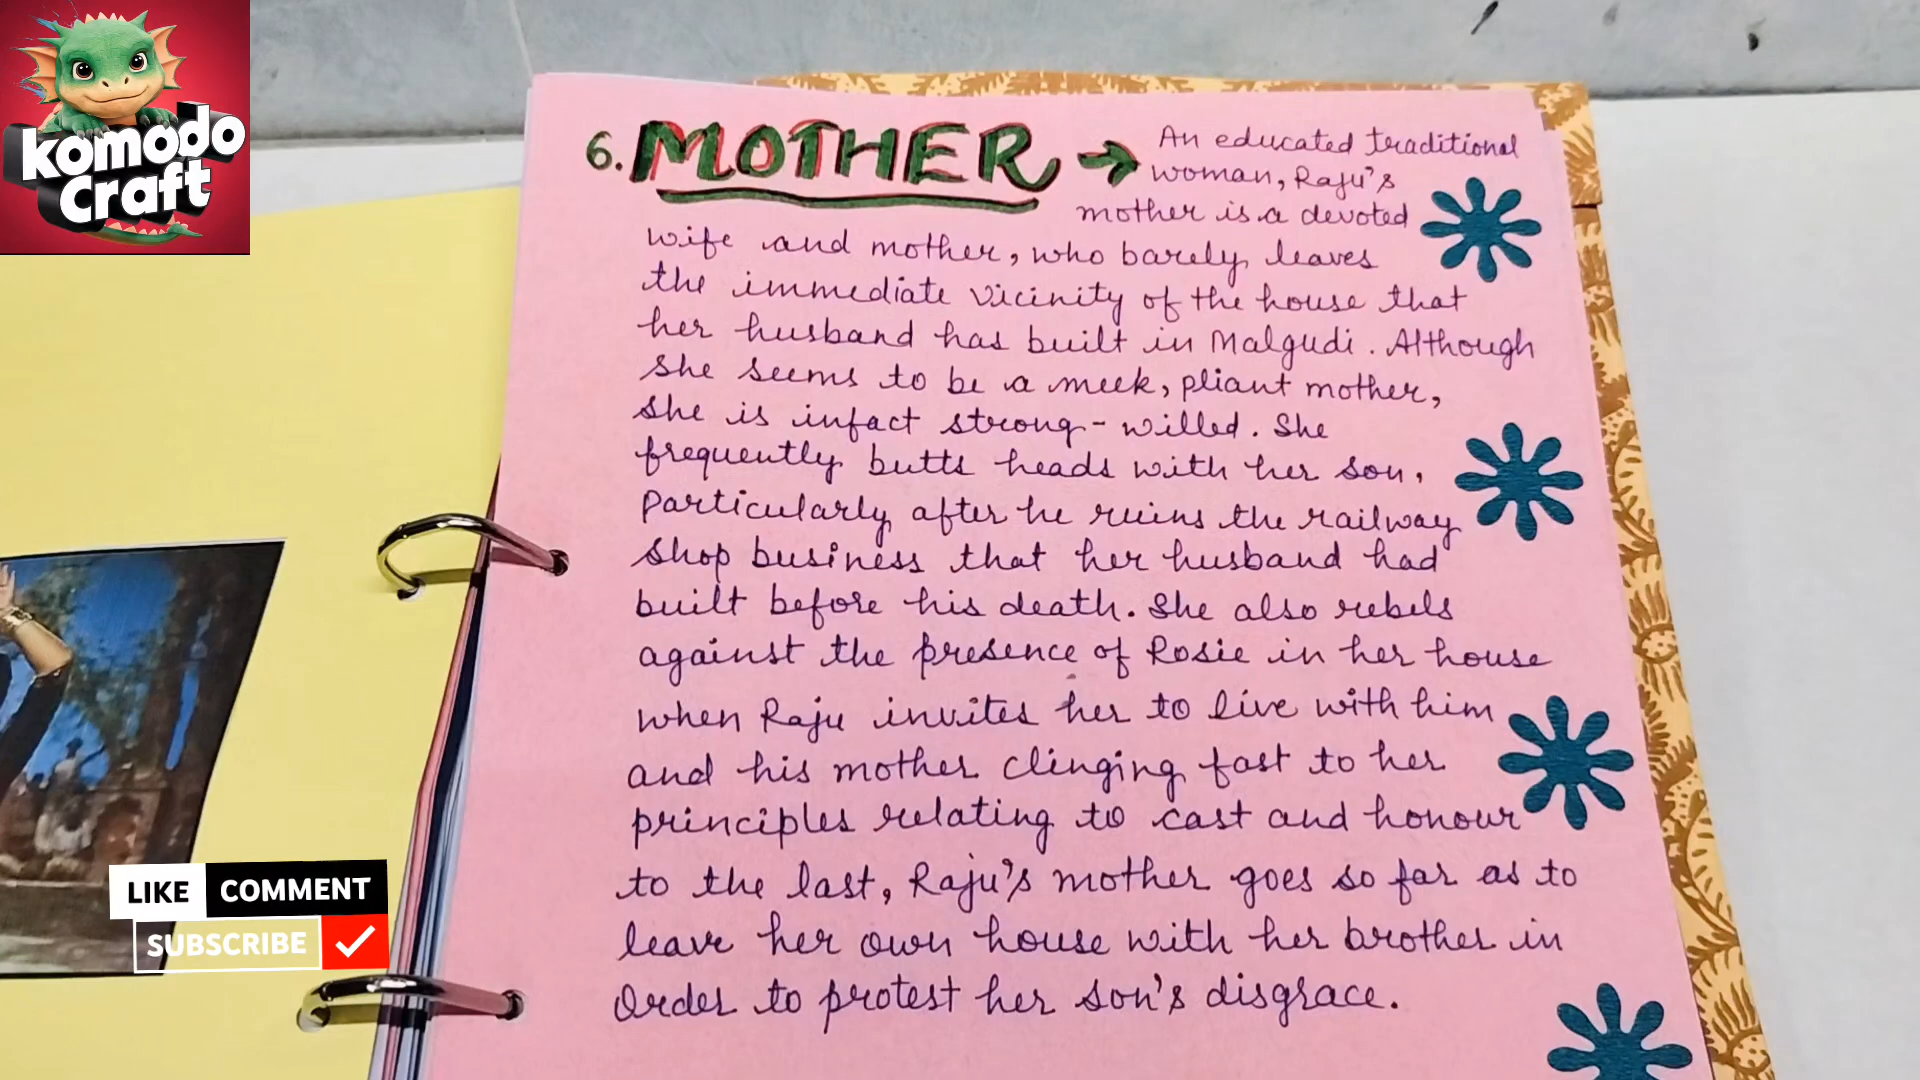 komodo
Craft
6. MOTHER → An educated traditional
woman, Raju's
mother is a devoted
wife and mother, who barely leaves
the immediate vicinity of the house that
her husband has built in Malgudi. Although
she seems to be a meek, pliant mother,
she is infact strong-willed. She
frequently butts heads with her son,
Particularly after he ruins the railway
shop business that her husband had
built before his death. She also rebels
against the presence of Rosie in her house
when Raju invites her to live with him
and his mother clinging fast to her
principles relating to cast and honour
to the last, Raju's mother goes so far as to
leave her own house with her brother in
Order to protest her son's disgrace.
LIKE COMMENT
SUBSCRIBE